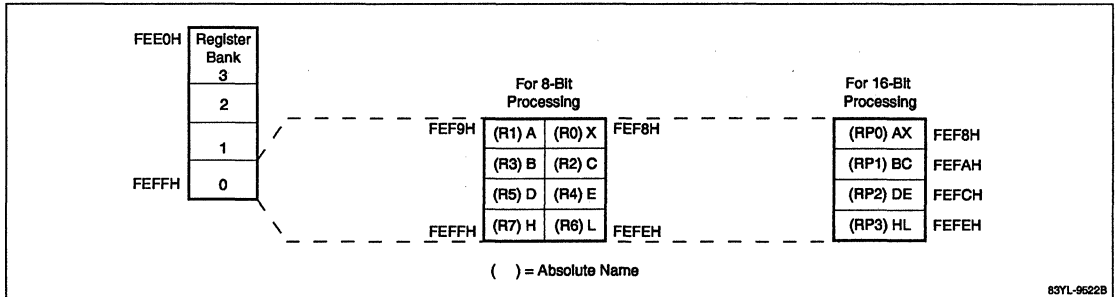 FEE0H
Register
Bank
3
2
1
FEFFH
0
For 8-Bit
Processing
FEF9H
(R1) A
(R0) X
FEF8H
(R3) B
(R2) C
(R5) D
(R4) E
FEFFH
(R7) H
(R6) L
FEFEH
For 16-Bit
Processing
(RP0) AX
FEF8H
(RP1) BC
FEFAH
(RP2) DE
FEFCH
(RP3) HL
FEFEH
( ) = Absolute Name
83YL-9622B